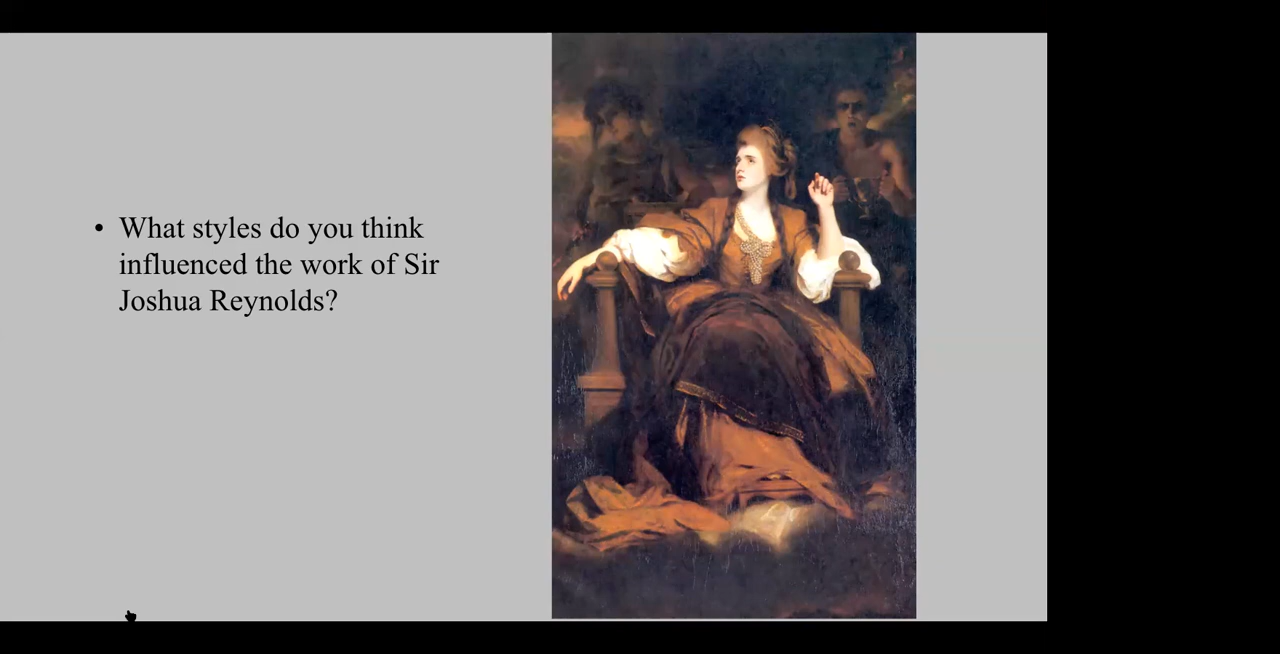 • What styles do you think
influenced the work of Sir
Joshua Reynolds?